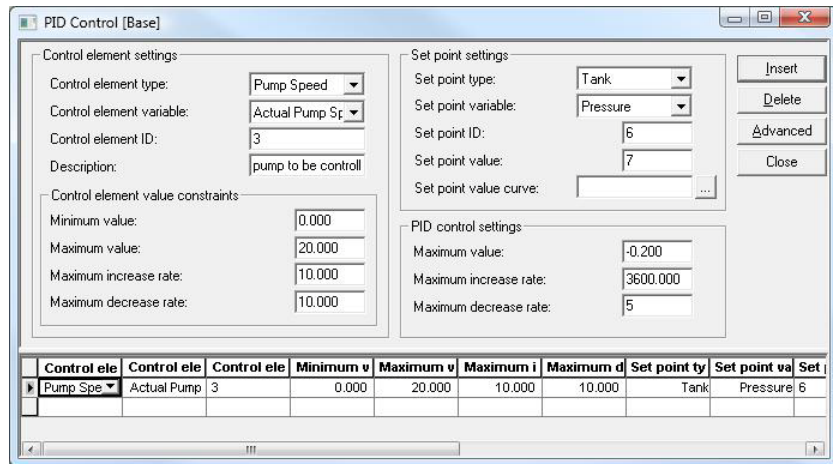 PID Control [Base]
Control element settings
Control element type: Pump Speed
Control element variable: Actual Pump Sp
Control element ID: 3
Description: pump to be controll
Control element value constraints
Minimum value: 0.000
Maximum value: 20.000
Maximum increase rate: 10.000
Maximum decrease rate: 10.000
Set point settings
Set point type: Tank
Set point variable: Pressure
Set point ID: 6
Set point value: 7
Set point value curve: ...
PID control settings
Maximum value: -0.200
Maximum increase rate: 3600.000
Maximum decrease rate: 5
Insert
Delete
Advanced
Close
Control ele Control ele Control ele Minimum v Maximum v Maximum i Maximum d Set point ty Set point va Set p
Pump Spe Actual Pump 3 0.000 20.000 10.000 10.000 Tank Pressure 6